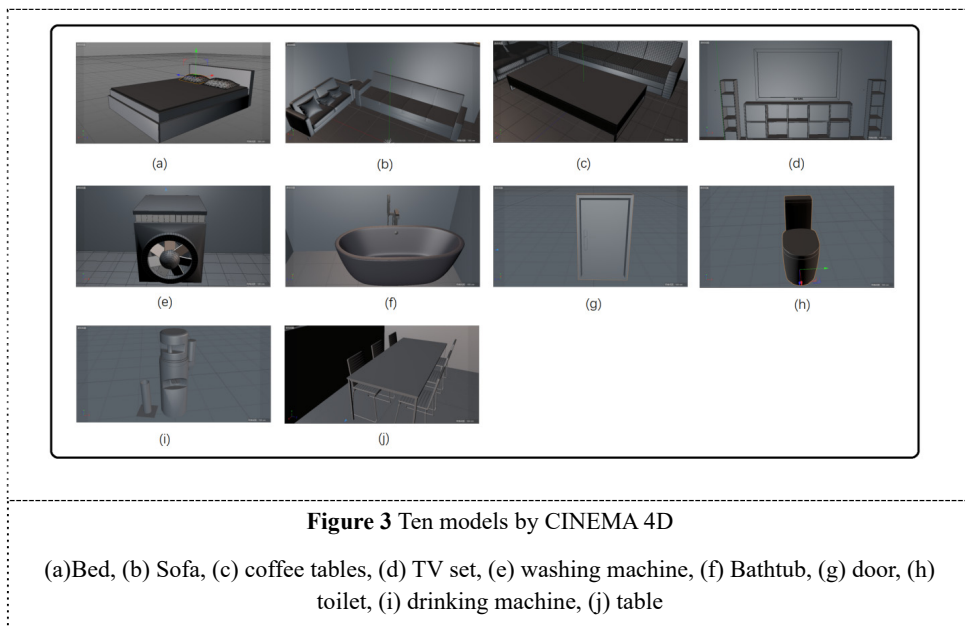 (a) (b) (c) (d)
(e) (f) (g) (h)
(i) (j)
Figure 3 Ten models by CINEMA 4D
(a)Bed, (b) Sofa, (c) coffee tables, (d) TV set, (e) washing machine, (f) Bathtub, (g) door, (h)
toilet, (i) drinking machine, (j) table